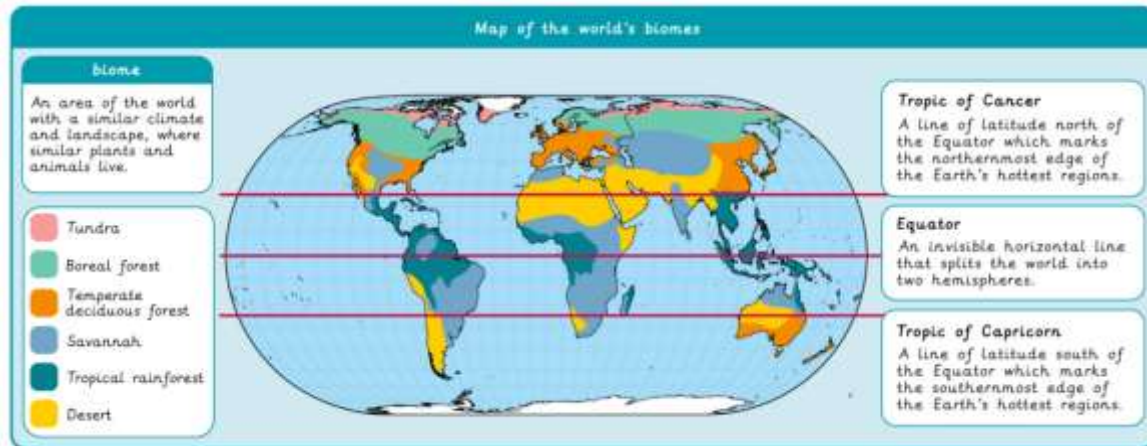 Map of the world's biomes
biome
An area of the world
with a similar climate
and landscape, where
similar plants and
animals live.
Tundra
Boreal forest
Temperate
deciduous forest
Savannah
Tropical rainforest
Desert
Tropic of Cancer
A line of latitude north of
the Equator which marks
the northernmost edge of
the Earth's hottest regions.
Equator
An invisible horizontal line
that splits the world into
two hemispheres.
Tropic of Capricorn
A line of latitude south of
the Equator which marks
the southernmost edge of
the Earth's hottest regions.